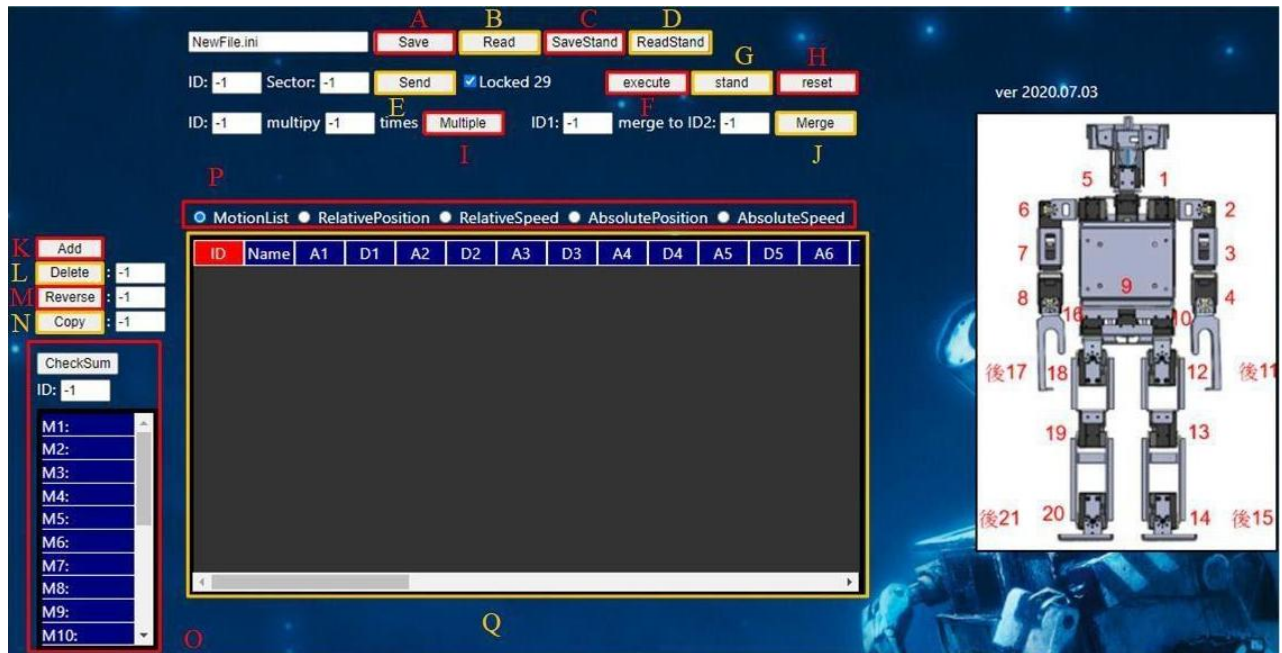 A B C D
NewFile.ini Save Read SaveStand ReadStand
G H
ID: -1 Sector: -1 Send Locked 29 execute stand reset
E F
ID: -1 multipy -1 times Multiple ID1: -1 merge to ID2: -1 Merge
I J
P
MotionList RelativePosition RelativeSpeed AbsolutePosition AbsoluteSpeed
ID Name A1 D1 A2 D2 A3 D3 A4 D4 A5 D5 A6
K Add
L Delete : -1
M Reverse : -1
N Copy : -1
CheckSum
ID: -1
M1:
M2:
M3:
M4:
M5:
M6:
M7:
M8:
M9:
M10:
O
Q
ver 2020.07.03
5 1
6 2
7 3
9
8 4
16 10
後17 18 12 後11
19 13
後21 20 14 後15